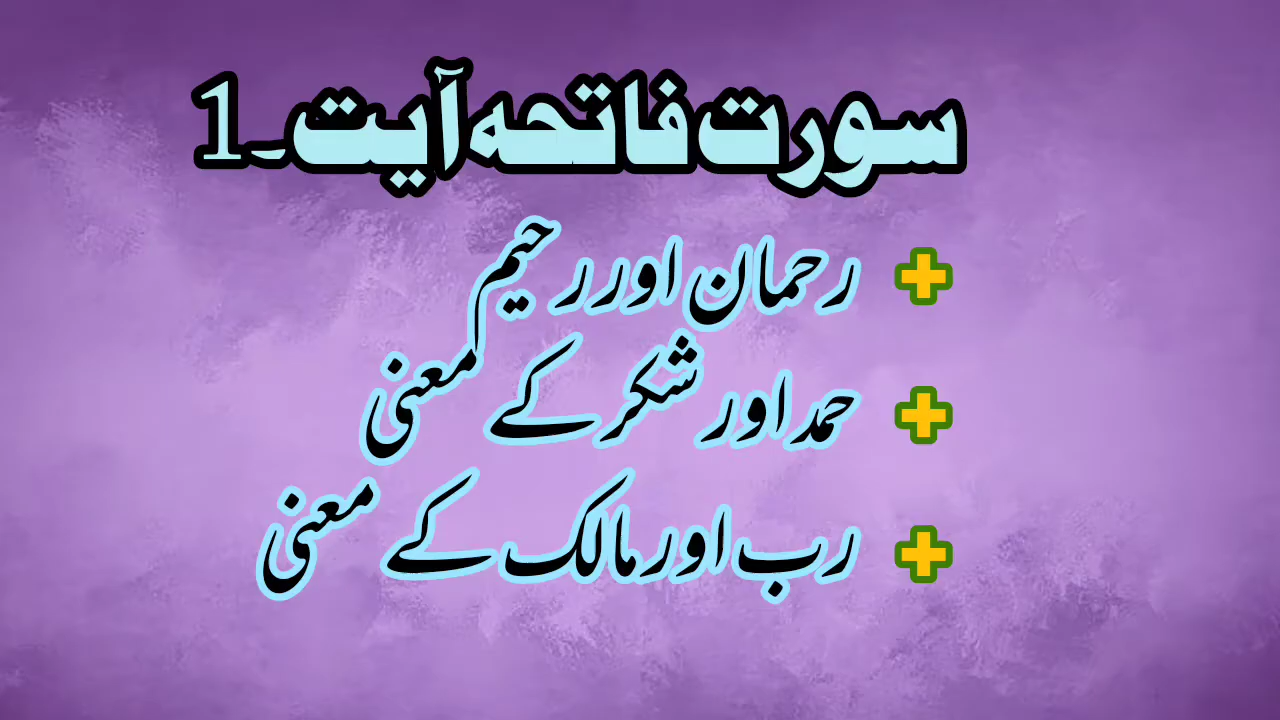 سورت فاتحہ آیت۔1
رحمان اور رحیم
حمد اور شکر کے معنی
رب اور مالک کے معنی